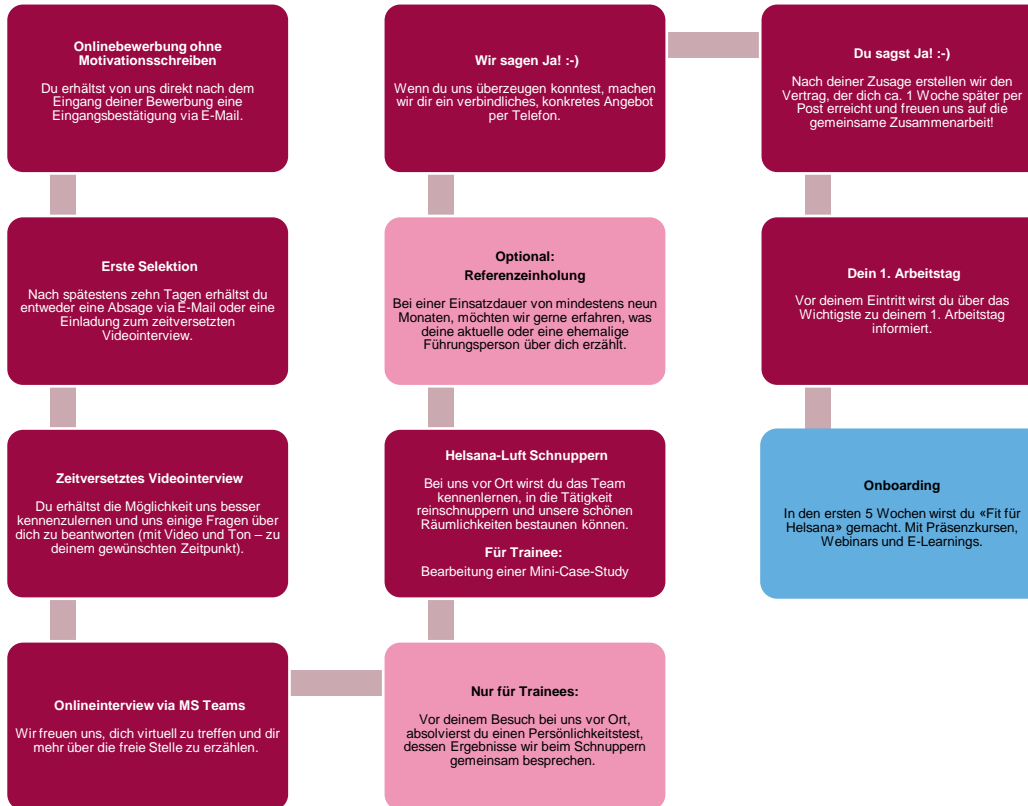 Onlinebewerbung ohne
Motivationsschreiben
Du erhältst von uns direkt nach dem
Eingang deiner Bewerbung eine
Eingangsbestätigung via E-Mail.
Erste Selektion
Nach spätestens zehn Tagen erhältst du
entweder eine Absage via E-Mail oder eine
Einladung zum zeitversetzten
Videointerview.
Zeitversetztes Videointerview
Du erhältst die Möglichkeit uns besser
kennenzulernen und uns einige Fragen über
dich zu beantworten (mit Video und Ton – zu
deinem gewünschten Zeitpunkt).
Onlineinterview via MS Teams
Wir freuen uns, dich virtuell zu treffen und dir
mehr über die freie Stelle zu erzählen.
Nur für Trainees:
Vor deinem Besuch bei uns vor Ort,
absolvierst du einen Persönlichkeitstest,
dessen Ergebnisse wir beim Schnuppern
gemeinsam besprechen.
Helsana-Luft Schnuppern
Bei uns vor Ort wirst du das Team
kennenlernen, in die Tätigkeit
reinschnuppern und unsere schönen
Räumlichkeiten bestaunen können.
Für Trainee:
Bearbeitung einer Mini-Case-Study
Optional:
Referenzeinholung
Bei einer Einsatzdauer von mindestens neun
Monaten, möchten wir gerne erfahren, was
deine aktuelle oder eine ehemalige
Führungsperson über dich erzählt.
Wir sagen Ja! :-)
Wenn du uns überzeugen konntest, machen
wir dir ein verbindliches, konkretes Angebot
per Telefon.
Du sagst Ja! :-)
Nach deiner Zusage erstellen wir den
Vertrag, der dich ca. 1 Woche später per
Post erreicht und freuen uns auf die
gemeinsame Zusammenarbeit!
Dein 1. Arbeitstag
Vor deinem Eintritt wirst du über das
Wichtigste zu deinem 1. Arbeitstag
informiert.
Onboarding
In den ersten 5 Wochen wirst du «Fit für
Helsana» gemacht. Mit Präsenzkursen,
Webinars und E-Learnings.